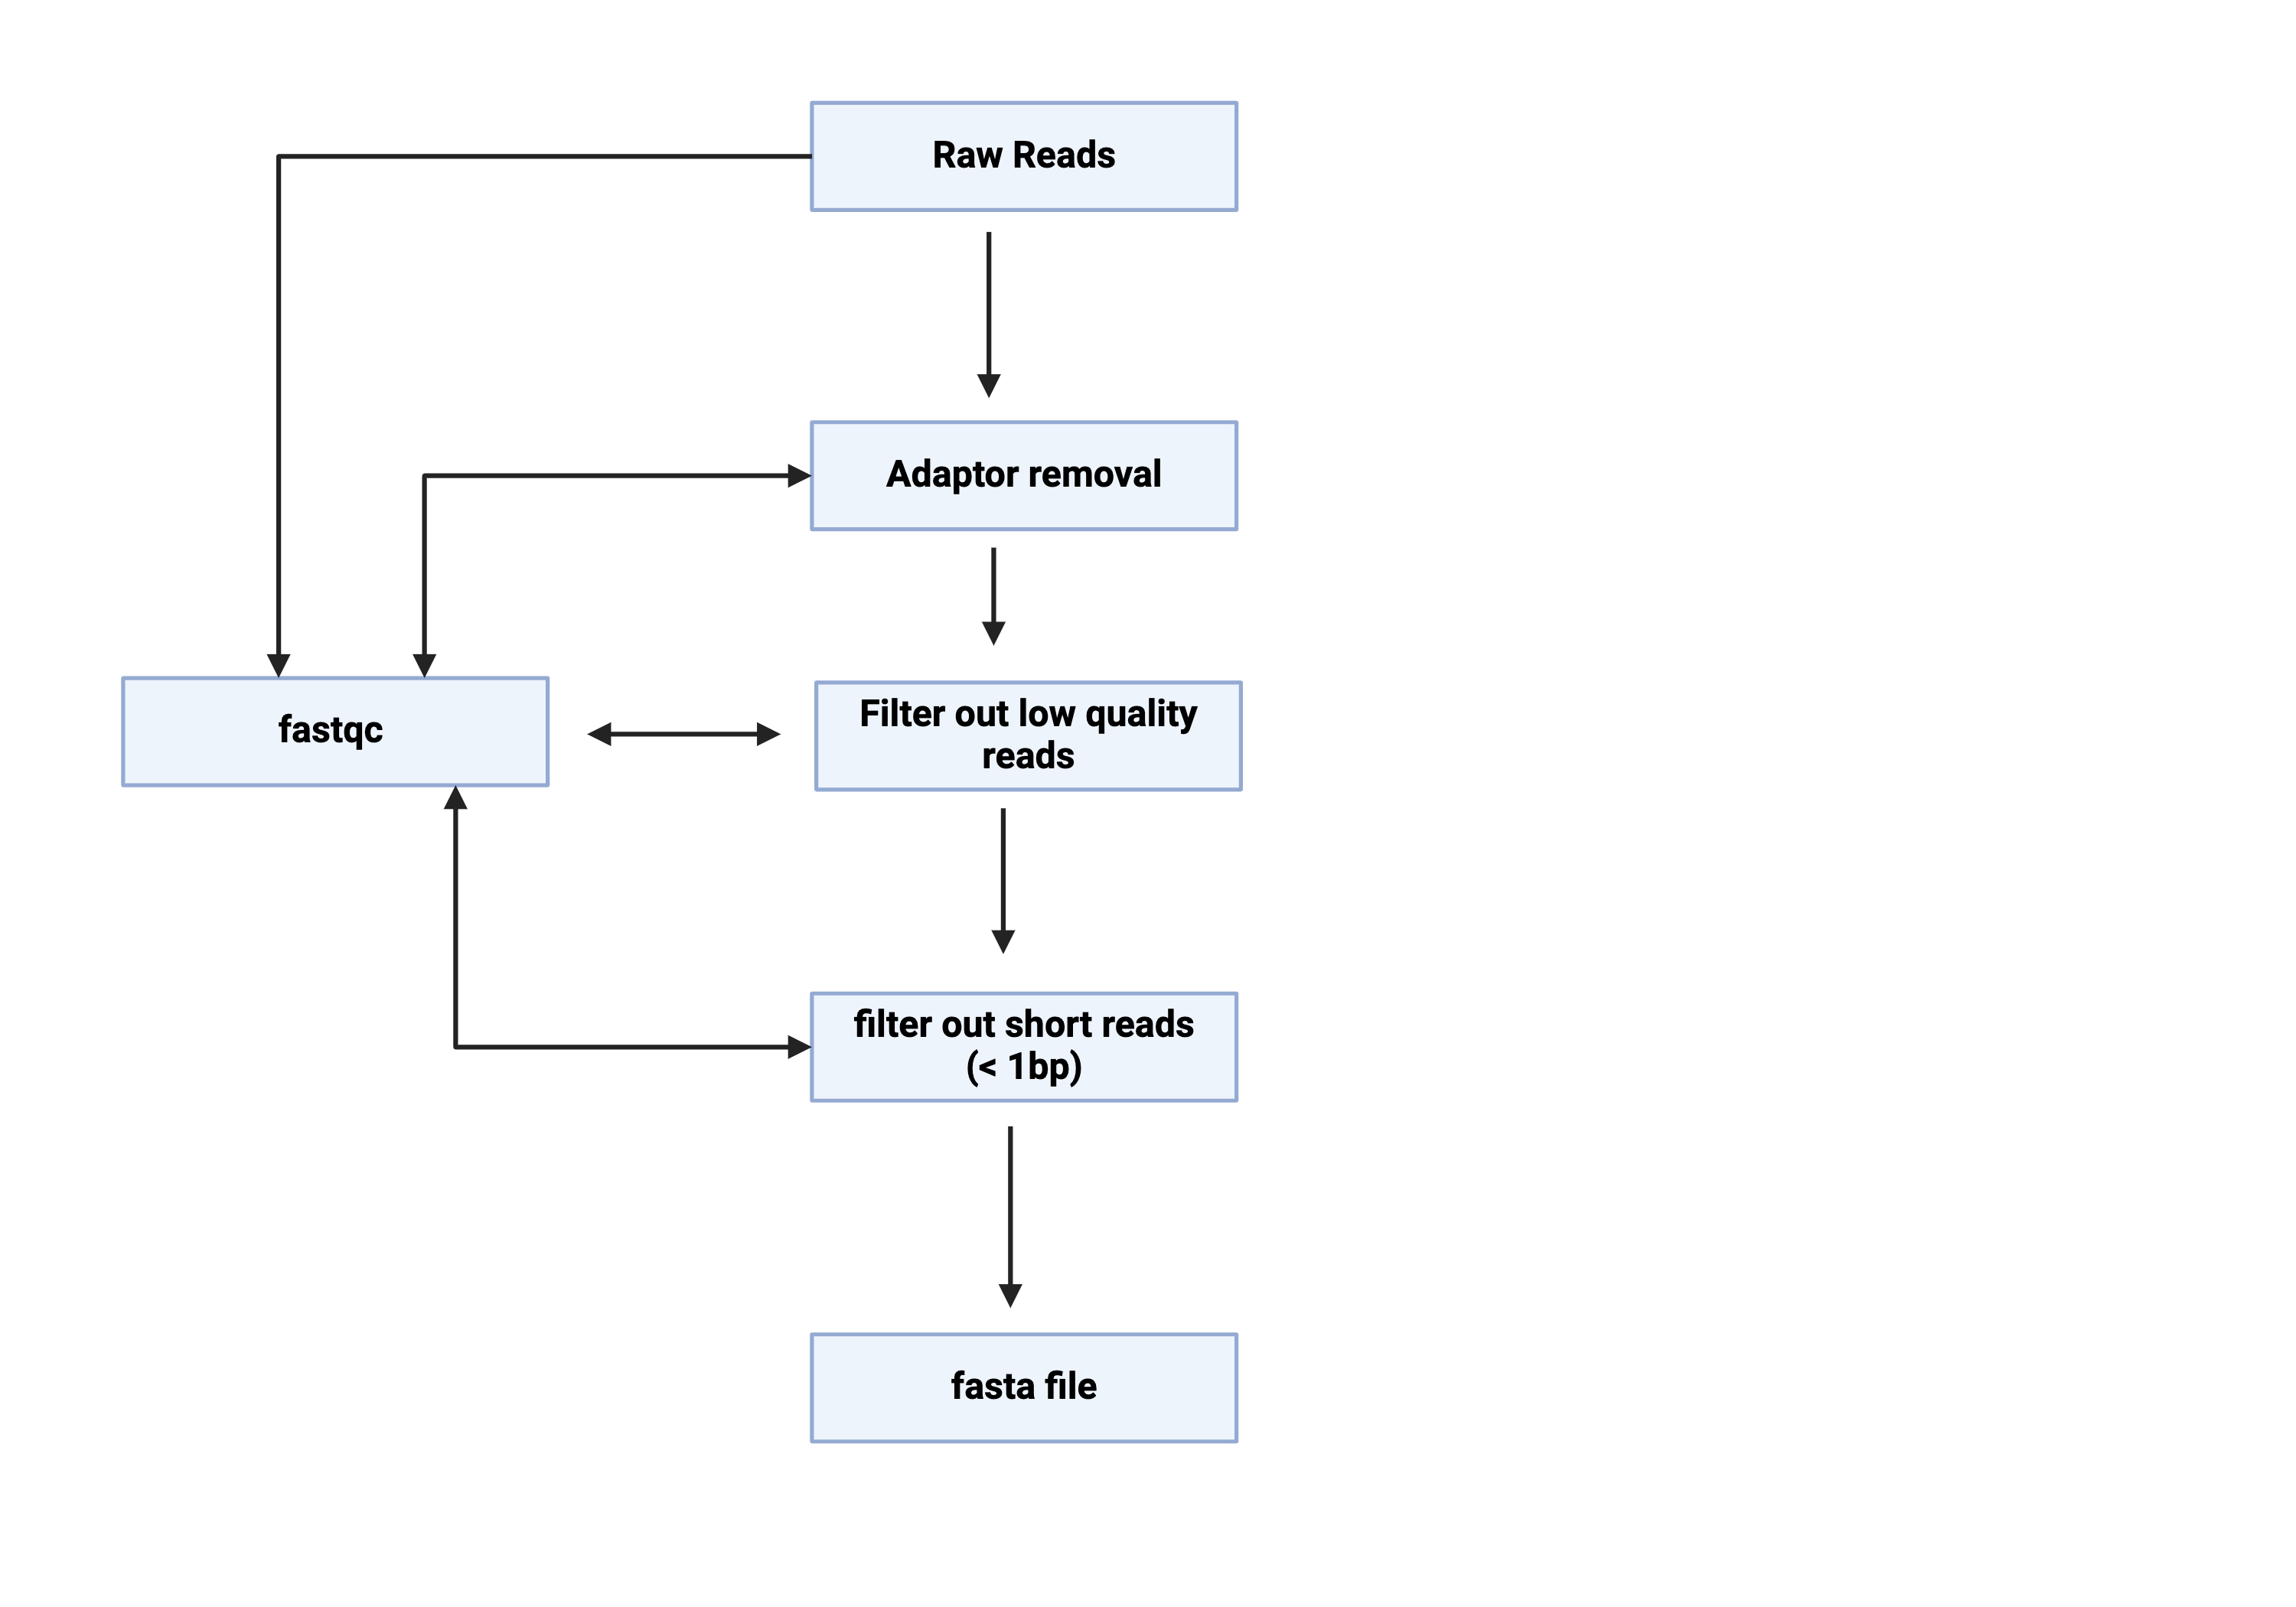 Raw Reads
Adaptor removal
fastqc
Filter out low quality
reads
filter out short reads
(< 1bp)
fasta file